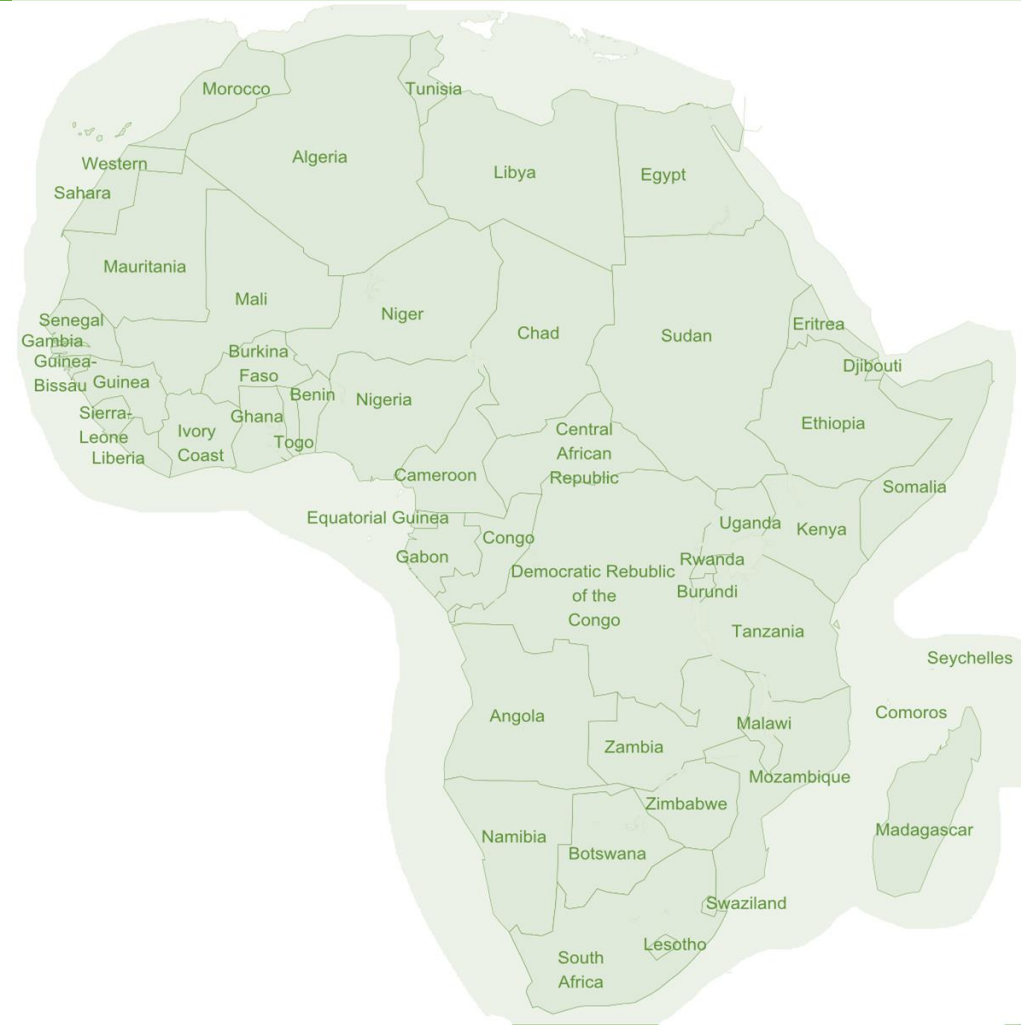 Morocco
Tunisia
Algeria
Libya
Egypt
Western
Sahara
Mauritania
Mali
Niger
Chad
Sudan
Eritrea
Djibouti
Senegal
Gambia
Guinea-
Bissau
Guinea
Burkina
Faso
Benin
Nigeria
Ethiopia
Sierra-
Leone
Liberia
Ivory
Coast
Ghana
Togo
Central
African
Republic
Cameroon
Somalia
Equatorial Guinea
Congo
Uganda
Kenya
Gabon
Rwanda
Democratic Rebublic
of the
Congo
Burundi
Tanzania
Seychelles
Comoros
Angola
Malawi
Zambia
Mozambique
Zimbabwe
Namibia
Botswana
Madagascar
Swaziland
Lesotho
South
Africa